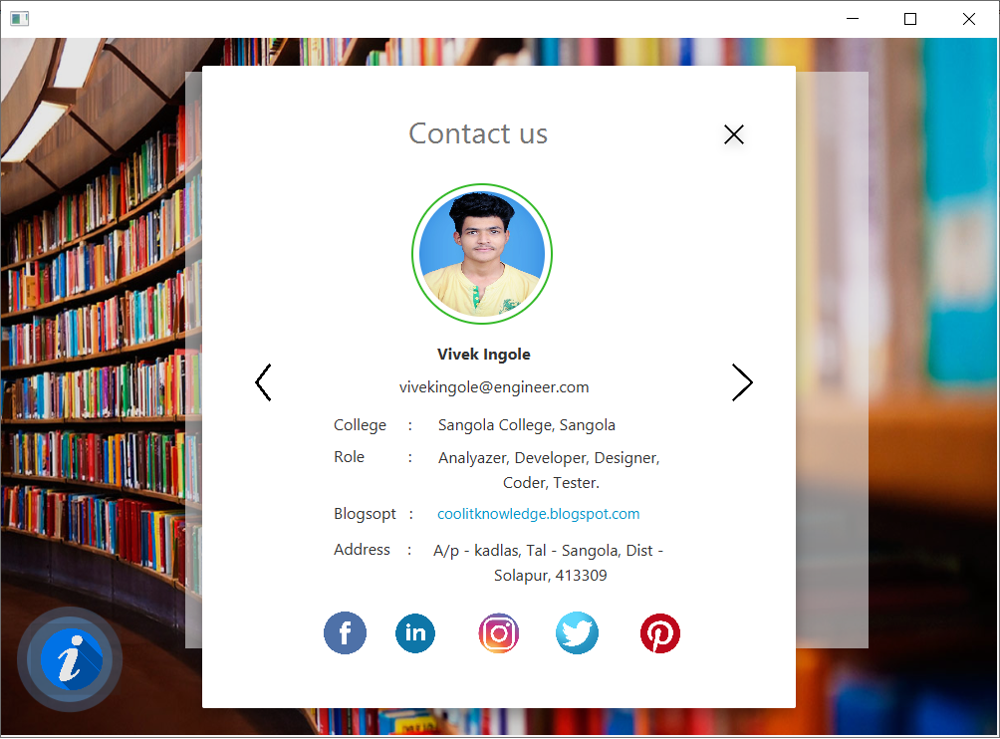 Contact us
Vivek Ingole
vivekingole@engineer.com
College : Sangola College, Sangola
Role : Analyazer, Developer, Designer,
Coder, Tester.
Blogsopt : coolitknowledge.blogspot.com
Address : A/p - kadlas, Tal - Sangola, Dist -
Solapur, 413309
f in
i